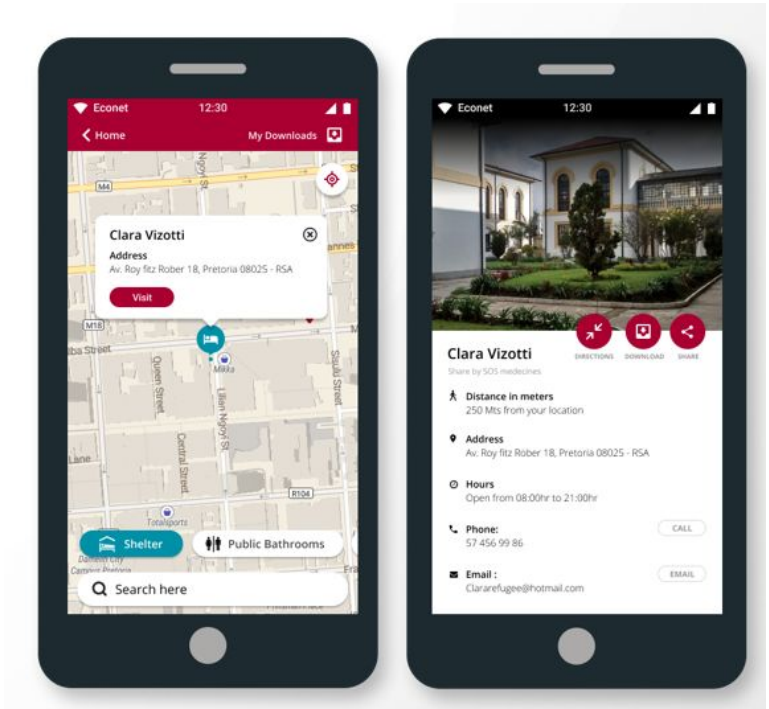 Econet 12:30
Home My Downloads
Ngoyi St.
M4
Clara Vizotti
Address
Av. Roy fitz Rober 18, Pretoria 08025 - RSA
Visit
M18
Mikka
Queen Street
Lilian Ngoyi St.
Sisulu Street
Central Street
Lane
R104
Totalsports
Shelter
Public Bathrooms
Search here
Econet 12:30
Clara Vizotti
DIRECTIONS DOWNLOAD SHARE
Share by SOS medecines
Distance in meters
250 Mts from your location
Address
Av. Roy fitz Rober 18, Pretoria 08025 - RSA
Hours
Open from 08:00hr to 21:00hr
Phone:
57 456 99 86
CALL
Email :
Clararefugee@hotmail.com
EMAIL